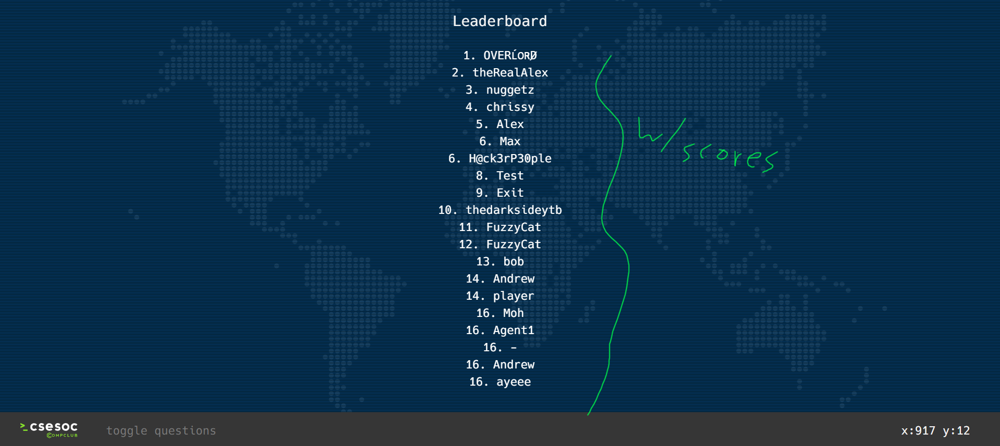 Leaderboard
1. OVERĹORD̸
2. theRealAlex
3. nuggetz
4. chrissy
5. Alex
6. Max
6. H@ck3rP30ple
8. Test
9. Exit
10. thedarksideytb
11. FuzzyCat
12. FuzzyCat
13. bob
14. Andrew
14. player
16. Moh
16. Agent1
16. -
16. Andrew
16. ayeee
w/
scores
>_ csesoc
COMPCLUB
toggle questions
x:917 y:12